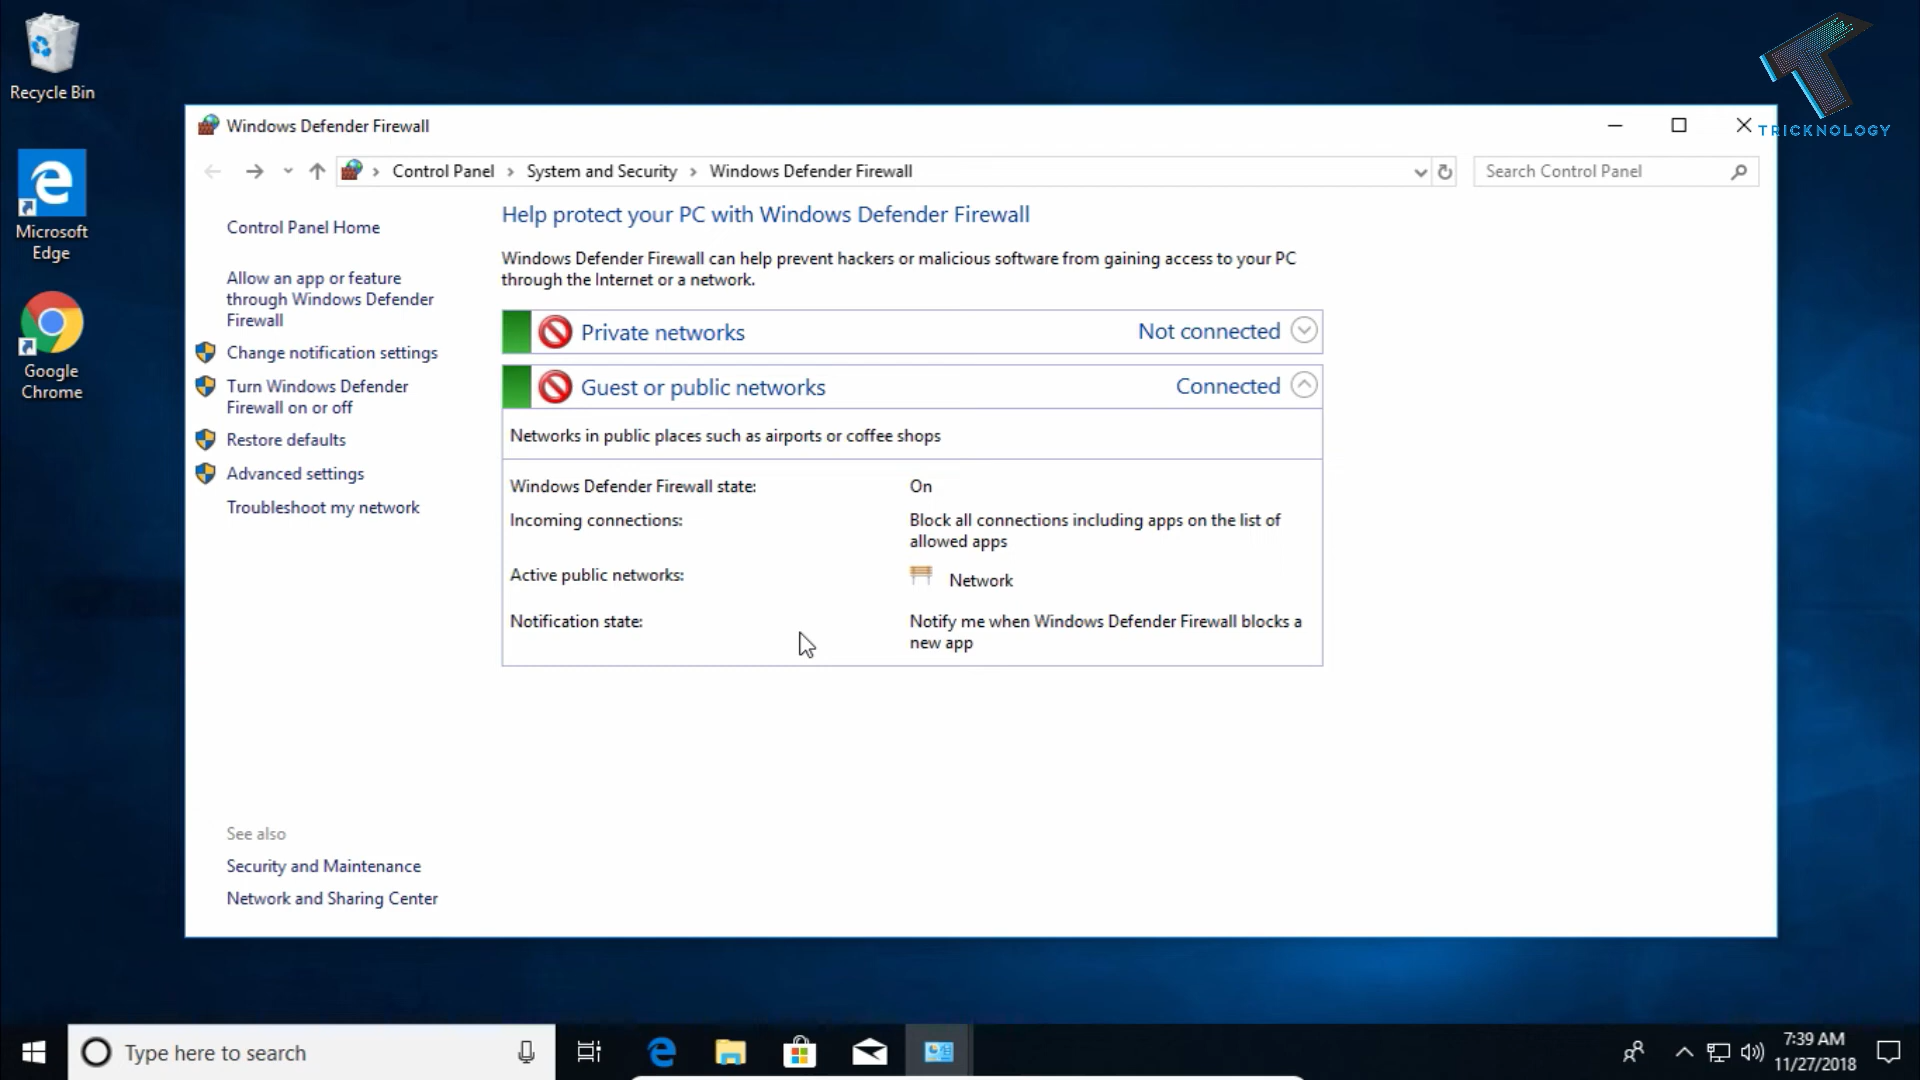 Recycle Bin
Microsoft
Edge
Google
Chrome
TRICKNOLOGY
Windows Defender Firewall
Control Panel
System and Security
Windows Defender Firewall
Search Control Panel
Control Panel Home
Allow an app or feature
through Windows Defender
Firewall
Change notification settings
Turn Windows Defender
Firewall on or off
Restore defaults
Advanced settings
Troubleshoot my network
See also
Security and Maintenance
Network and Sharing Center
Help protect your PC with Windows Defender Firewall
Windows Defender Firewall can help prevent hackers or malicious software from gaining access to your PC
through the Internet or a network.
Private networks Not connected
Guest or public networks Connected
Networks in public places such as airports or coffee shops
Windows Defender Firewall state: On
Incoming connections: Block all connections including apps on the list of
allowed apps
Active public networks: Network
Notification state: Notify me when Windows Defender Firewall blocks a
new app
Type here to search
7:39 AM
11/27/2018